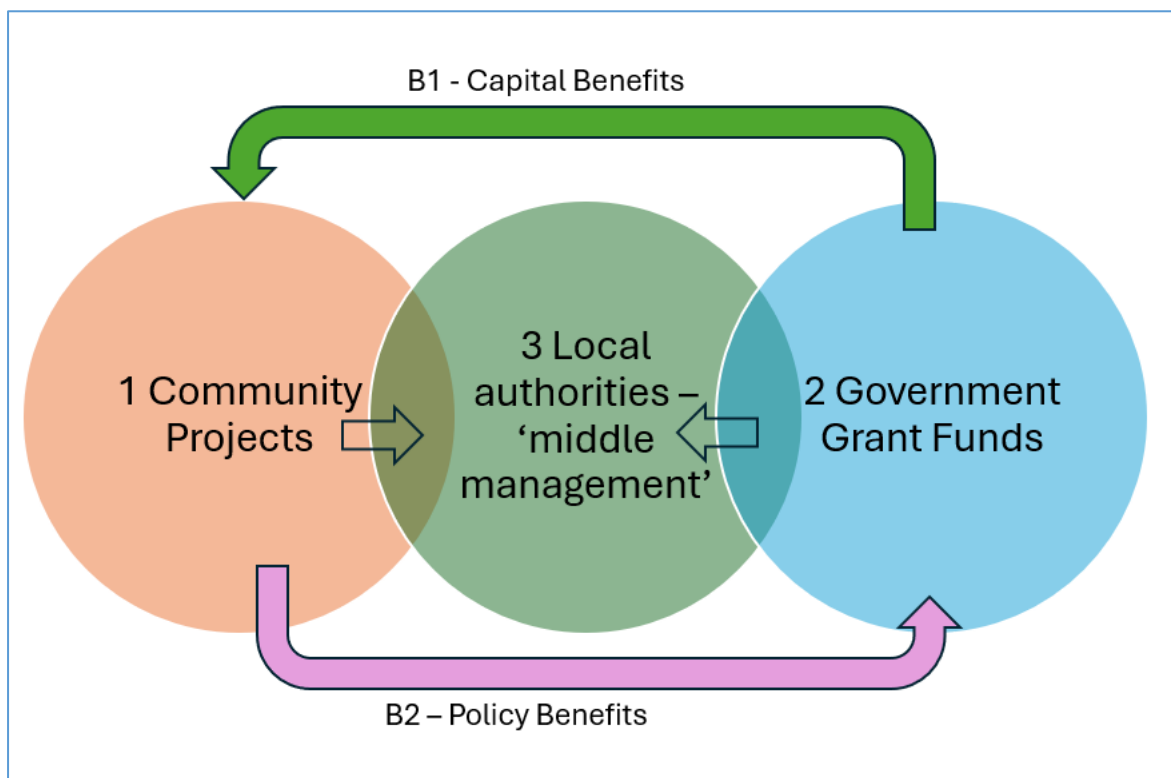 B1 - Capital Benefits
1 Community
Projects
3 Local
authorities –
‘middle
management’
2 Government
Grant Funds
B2 – Policy Benefits